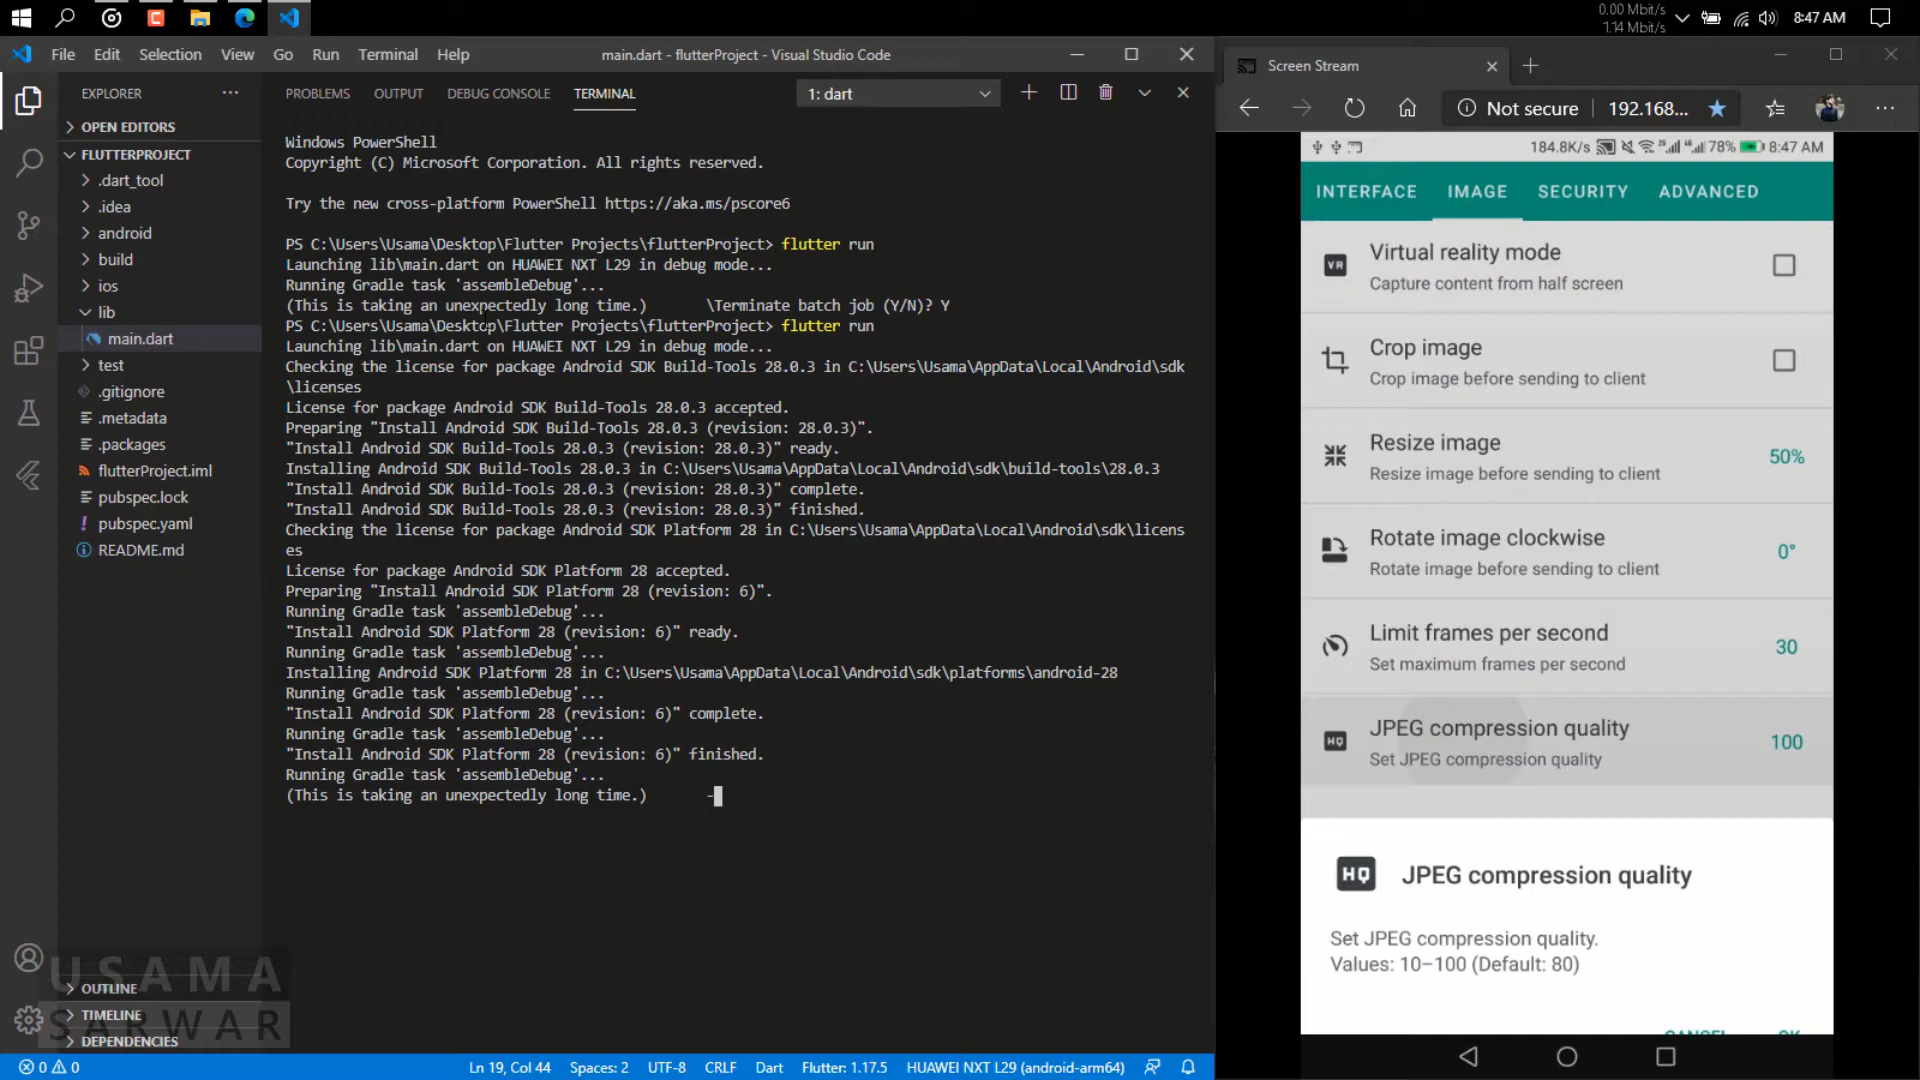 0.00 Mbit/s
1.14 Mbit/s
8:47 AM
File Edit Selection View Go Run Terminal Help
main.dart - flutterProject - Visual Studio Code
EXPLORER
OPEN EDITORS
FLUTTERPROJECT
.dart_tool
.idea
android
build
ios
lib
main.dart
test
.gitignore
.metadata
.packages
flutterProject.iml
pubspec.lock
pubspec.yaml
README.md
OUTLINE
TIMELINE
DEPENDENCIES
USAMA
SARWAR
PROBLEMS OUTPUT DEBUG CONSOLE TERMINAL
1: dart
Windows PowerShell
Copyright (C) Microsoft Corporation. All rights reserved.
Try the new cross-platform PowerShell https://aka.ms/pscore6
PS C:\Users\Usama\Desktop\Flutter Projects\flutterProject> flutter run
Launching lib\main.dart on HUAWEI NXT L29 in debug mode...
Running Gradle task 'assembleDebug'...
(This is taking an unexpectedly long time.) \Terminate batch job (Y/N)? Y
PS C:\Users\Usama\Desktop\Flutter Projects\flutterProject> flutter run
Launching lib\main.dart on HUAWEI NXT L29 in debug mode...
Checking the license for package Android SDK Build-Tools 28.0.3 in C:\Users\Usama\AppData\Local\Android\sdk
\licenses
License for package Android SDK Build-Tools 28.0.3 accepted.
Preparing "Install Android SDK Build-Tools 28.0.3 (revision: 28.0.3)".
"Install Android SDK Build-Tools 28.0.3 (revision: 28.0.3)" ready.
Installing Android SDK Build-Tools 28.0.3 in C:\Users\Usama\AppData\Local\Android\sdk\build-tools\28.0.3
"Install Android SDK Build-Tools 28.0.3 (revision: 28.0.3)" complete.
"Install Android SDK Build-Tools 28.0.3 (revision: 28.0.3)" finished.
Checking the license for package Android SDK Platform 28 in C:\Users\Usama\AppData\Local\Android\sdk\licens
es
License for package Android SDK Platform 28 accepted.
Preparing "Install Android SDK Platform 28 (revision: 6)".
Running Gradle task 'assembleDebug'...
"Install Android SDK Platform 28 (revision: 6)" ready.
Running Gradle task 'assembleDebug'...
Installing Android SDK Platform 28 in C:\Users\Usama\AppData\Local\Android\sdk\platforms\android-28
Running Gradle task 'assembleDebug'...
"Install Android SDK Platform 28 (revision: 6)" complete.
Running Gradle task 'assembleDebug'...
"Install Android SDK Platform 28 (revision: 6)" finished.
Running Gradle task 'assembleDebug'...
(This is taking an unexpectedly long time.) -
0 0
Ln 19, Col 44 Spaces: 2 UTF-8 CRLF Dart Flutter: 1.17.5 HUAWEI NXT L29 (android-arm64)
Screen Stream
Not secure 192.168...
184.8K/s 78% 8:47 AM
INTERFACE IMAGE SECURITY ADVANCED
VR
Virtual reality mode
Capture content from half screen
Crop image
Crop image before sending to client
Resize image
Resize image before sending to client
50%
Rotate image clockwise
Rotate image before sending to client
0°
Limit frames per second
Set maximum frames per second
30
HQ
JPEG compression quality
Set JPEG compression quality
100
HQ
JPEG compression quality
Set JPEG compression quality.
Values: 10–100 (Default: 80)
CANCEL OK